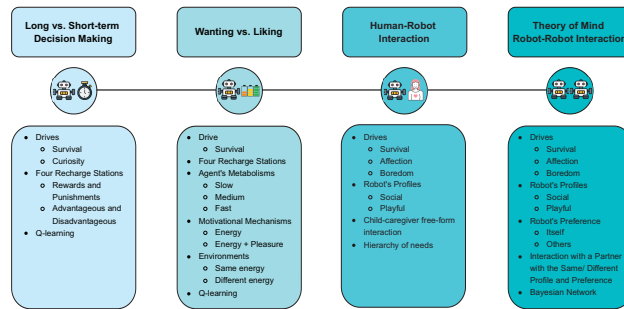 Long vs. Short-term
Decision Making
Wanting vs. Liking
Human-Robot
Interaction
Theory of Mind
Robot-Robot Interaction
• Drives
o Survival
o Curiosity
• Four Recharge Stations
o Rewards and
Punishments
o Advantageous and
Disadvantageous
• Q-learning
• Drive
o Survival
• Four Recharge Stations
• Agent's Metabolisms
o Slow
o Medium
o Fast
• Motivational Mechanisms
o Energy
o Energy + Pleasure
• Environments
o Same energy
o Different energy
• Q-learning
• Drives
o Survival
o Affection
o Boredom
• Robot's Profiles
o Social
o Playful
• Child-caregiver free-form
interaction
• Hierarchy of needs
• Drives
o Survival
o Affection
o Boredom
• Robot's Profiles
o Social
o Playful
• Robot's Preference
o Itself
o Others
• Interaction with a Partner
with the Same/ Different
Profile and Preference
• Bayesian Network